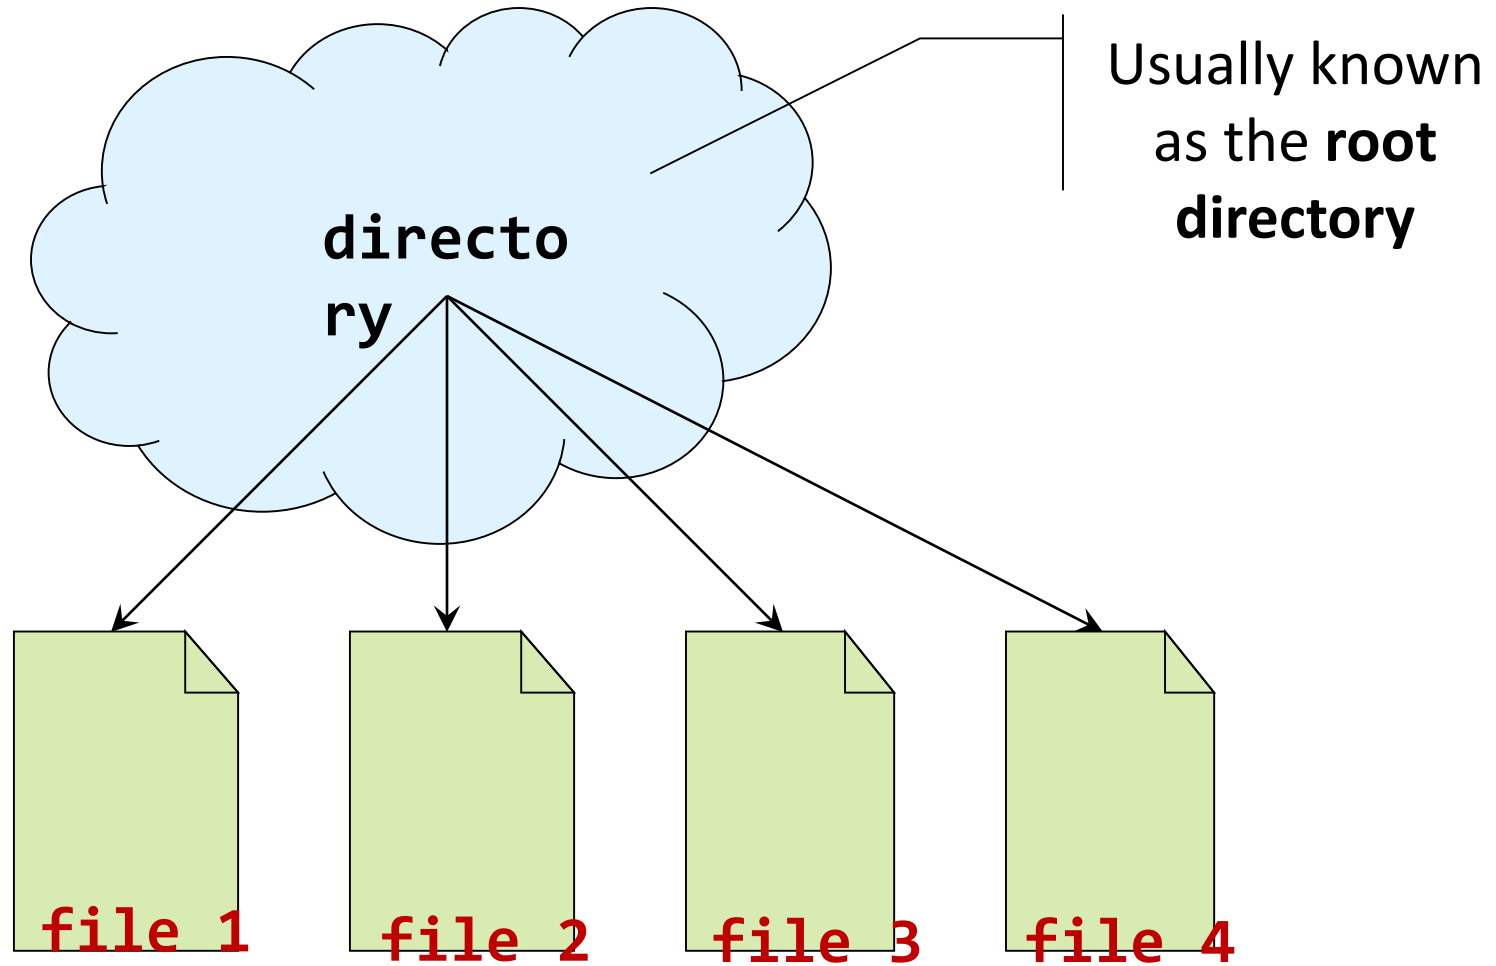 Usually known
as the root
directory
directo
ry
file 1
file 2
file 3
file 4